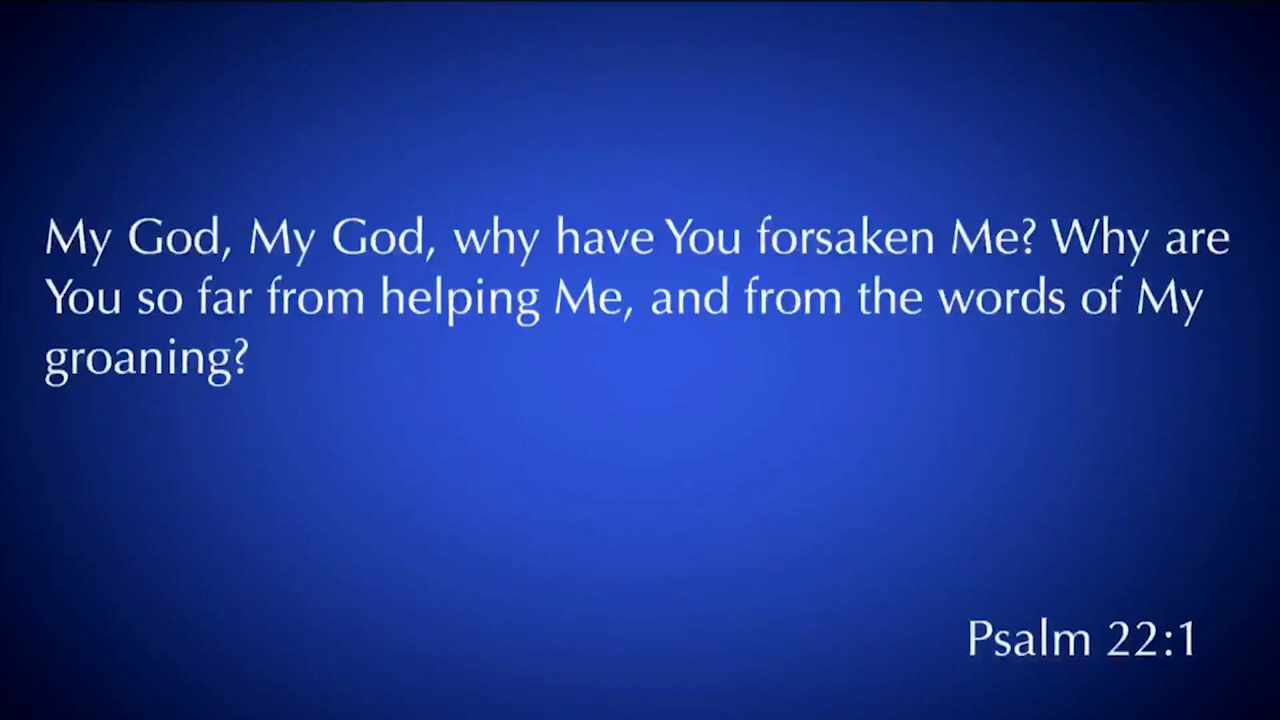 My God, My God, why have You forsaken Me? Why are
You so far from helping Me, and from the words of My
groaning?
Psalm 22:1